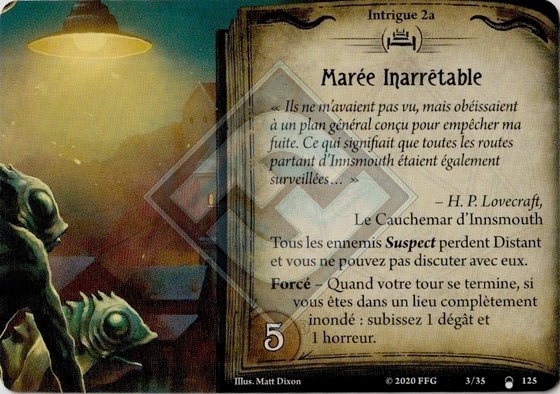 Intrigue 2a
Marée Inarrêtable
« Ils ne m'avaient pas vu, mais obéissaient
à un plan général conçu pour empêcher ma
fuite. Ce qui signifiait que toutes les routes
partant d'Innsmouth étaient également
surveillées… »
– H. P. Lovecraft,
Le Cauchemar d'Innsmouth
Tous les ennemis Suspect perdent Distant
et vous ne pouvez pas discuter avec eux.
Forcé – Quand votre tour se termine, si
vous êtes dans un lieu complètement
inondé : subissez 1 dégât et
1 horreur.
5
Illus. Matt Dixon
© 2020 FFG
3/35
125